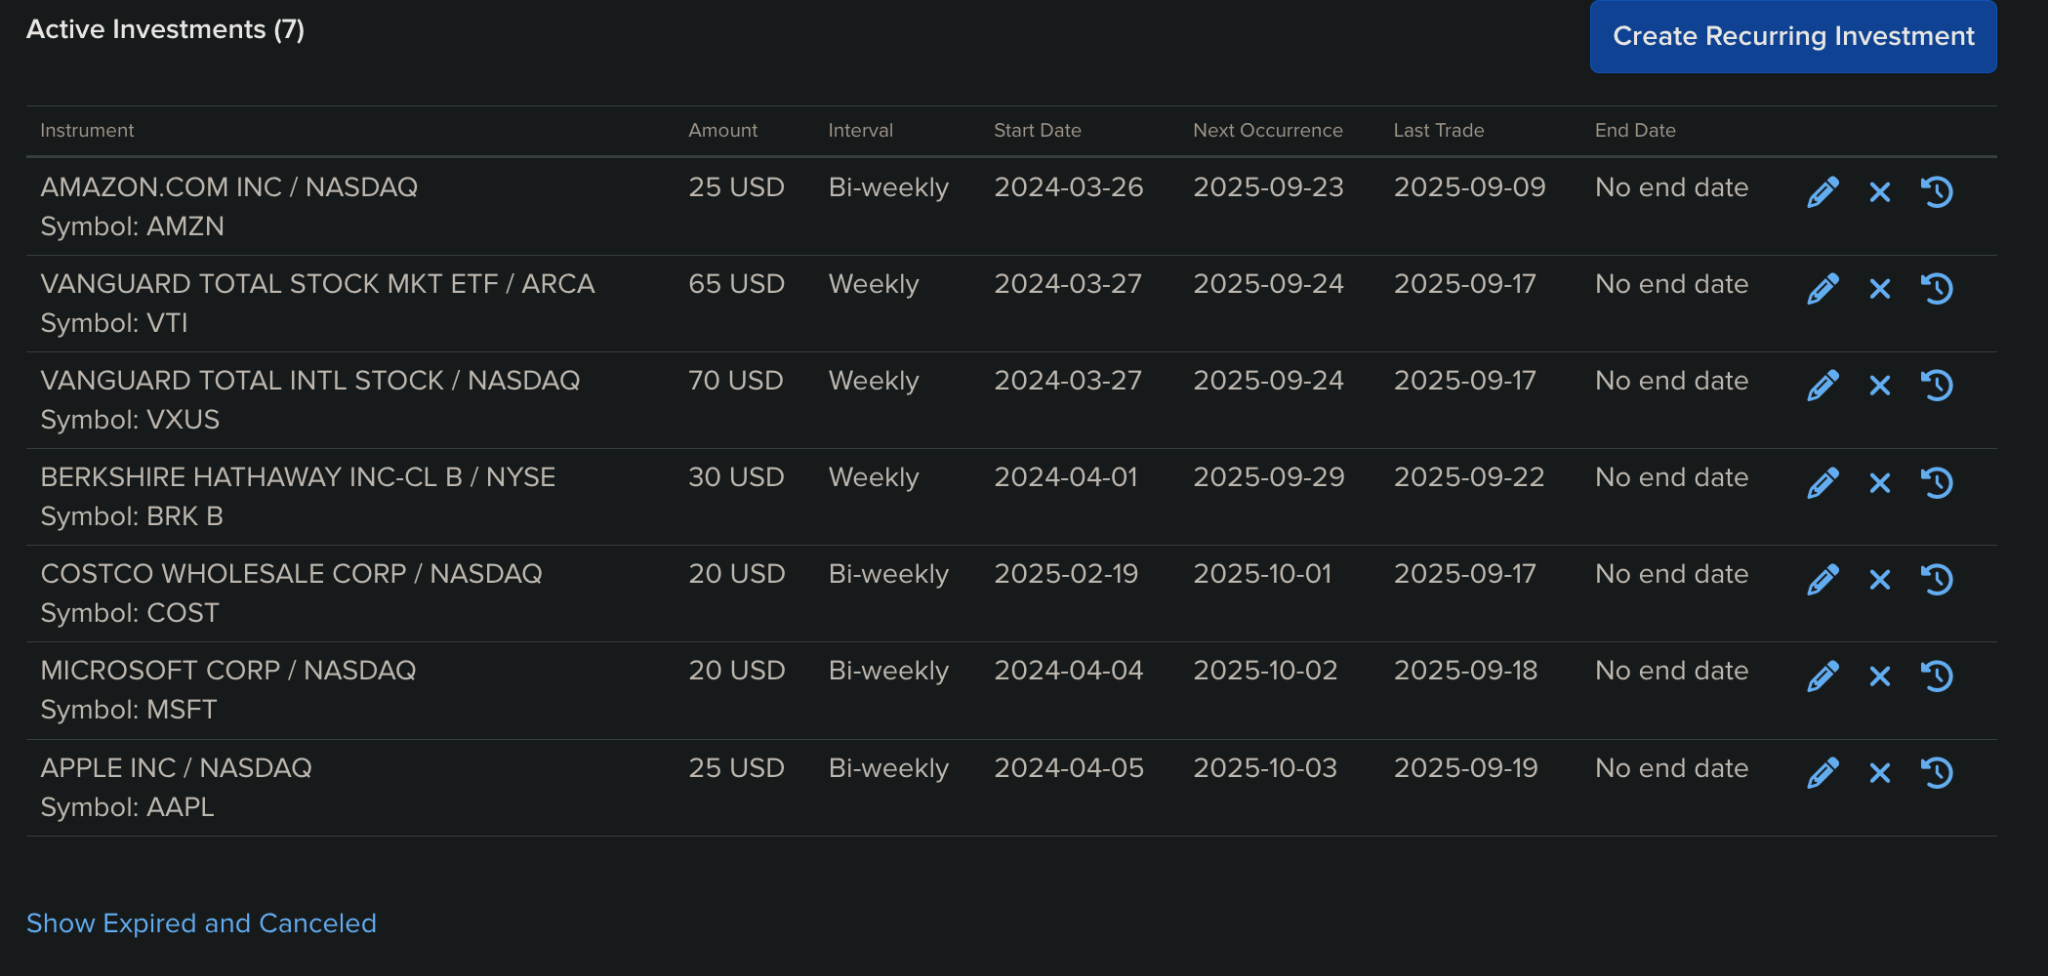 Active Investments (7)
Create Recurring Investment
Instrument Amount Interval Start Date Next Occurrence Last Trade End Date
AMAZON.COM INC / NASDAQ 25 USD Bi-weekly 2024-03-26 2025-09-23 2025-09-09 No end date
Symbol: AMZN
VANGUARD TOTAL STOCK MKT ETF / ARCA 65 USD Weekly 2024-03-27 2025-09-24 2025-09-17 No end date
Symbol: VTI
VANGUARD TOTAL INTL STOCK / NASDAQ 70 USD Weekly 2024-03-27 2025-09-24 2025-09-17 No end date
Symbol: VXUS
BERKSHIRE HATHAWAY INC-CL B / NYSE 30 USD Weekly 2024-04-01 2025-09-29 2025-09-22 No end date
Symbol: BRK B
COSTCO WHOLESALE CORP / NASDAQ 20 USD Bi-weekly 2025-02-19 2025-10-01 2025-09-17 No end date
Symbol: COST
MICROSOFT CORP / NASDAQ 20 USD Bi-weekly 2024-04-04 2025-10-02 2025-09-18 No end date
Symbol: MSFT
APPLE INC / NASDAQ 25 USD Bi-weekly 2024-04-05 2025-10-03 2025-09-19 No end date
Symbol: AAPL
Show Expired and Canceled